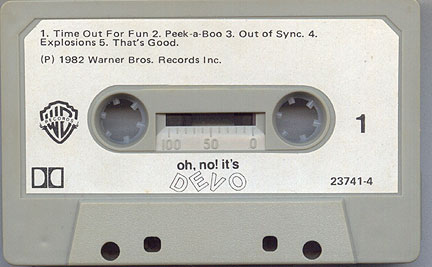 1. Time Out For Fun 2. Peek-a-Boo 3. Out of Sync. 4.
Explosions 5. That's Good.
(P) 1982 Warner Bros. Records Inc.
RECORDS
1
100 50 0
oh, no! it's
DEVO
23741-4